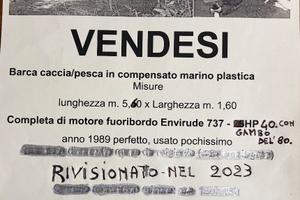 VENDESI
Barca caccia/pesca in compensato marino plastica
Misure
lunghezza m 5,60 x Larghezza m 1,60
Completa di motore fuoribordo Envirude 737 - HP 40. CON
GAMBO
anno 1989 perfetto, usato pochissimo DEL'80.
RIVISIONATO NEL 2023